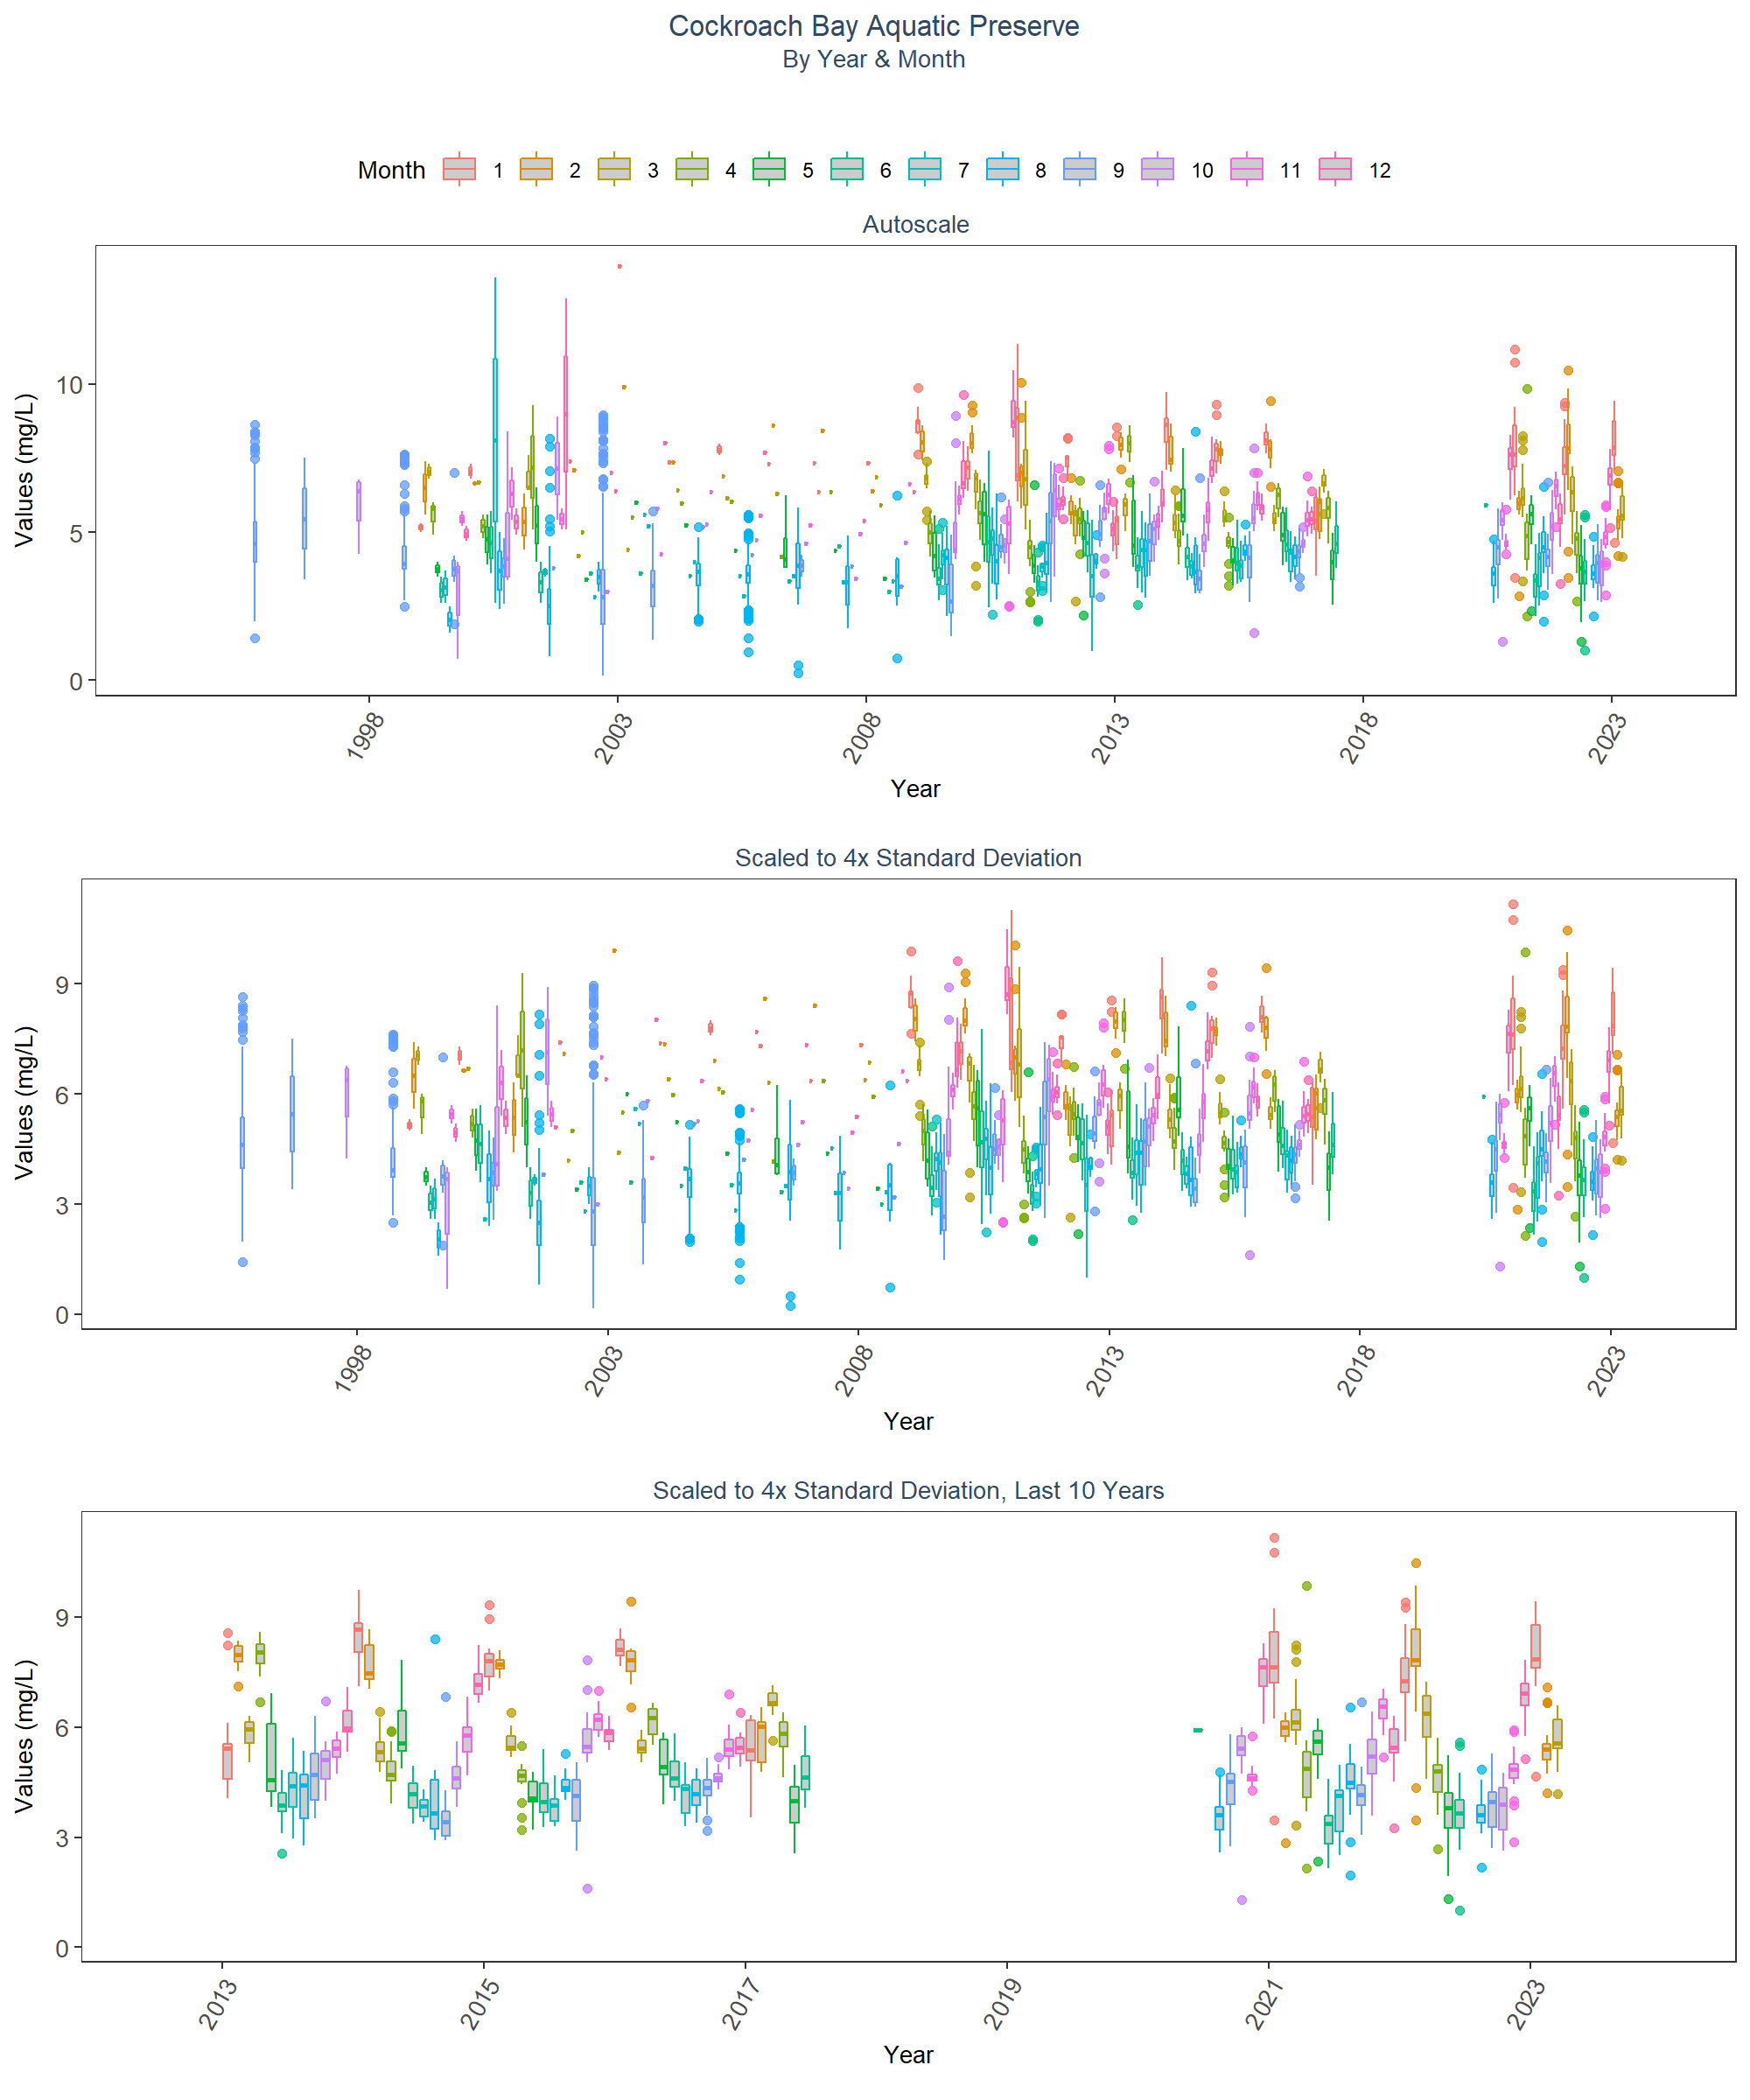 Cockroach Bay Aquatic Preserve
By Year & Month
Month 1 2 3 4 5 6 7 8 9 10 11 12
Autoscale
Values (mg/L)
10
5
0
1998 2003 2008 2013 2018 2023
Year
Scaled to 4x Standard Deviation
Values (mg/L)
9
6
3
0
1998 2003 2008 2013 2018 2023
Year
Scaled to 4x Standard Deviation, Last 10 Years
Values (mg/L)
9
6
3
0
2013 2015 2017 2019 2021 2023
Year